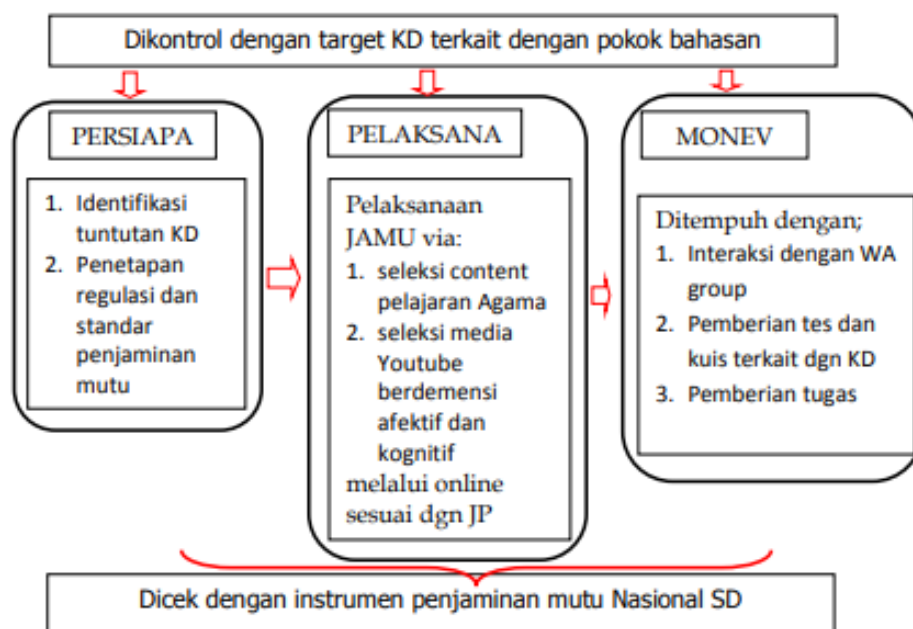 Dikontrol dengan target KD terkait dengan pokok bahasan
PERSIAPA
1. Identifikasi
tuntutan KD
2. Penetapan
regulasi dan
standar
penjaminan
mutu
PELAKSANA
Pelaksanaan
JAMU via:
1. seleksi content
pelajaran Agama
2. seleksi media
Youtube
berdemensi
afektif dan
kognitif
melalui online
sesuai dgn JP
MONEV
Ditempuh dengan;
1. Interaksi dengan WA
group
2. Pemberian tes dan
kuis terkait dgn KD
3. Pemberian tugas
Dicek dengan instrumen penjaminan mutu Nasional SD